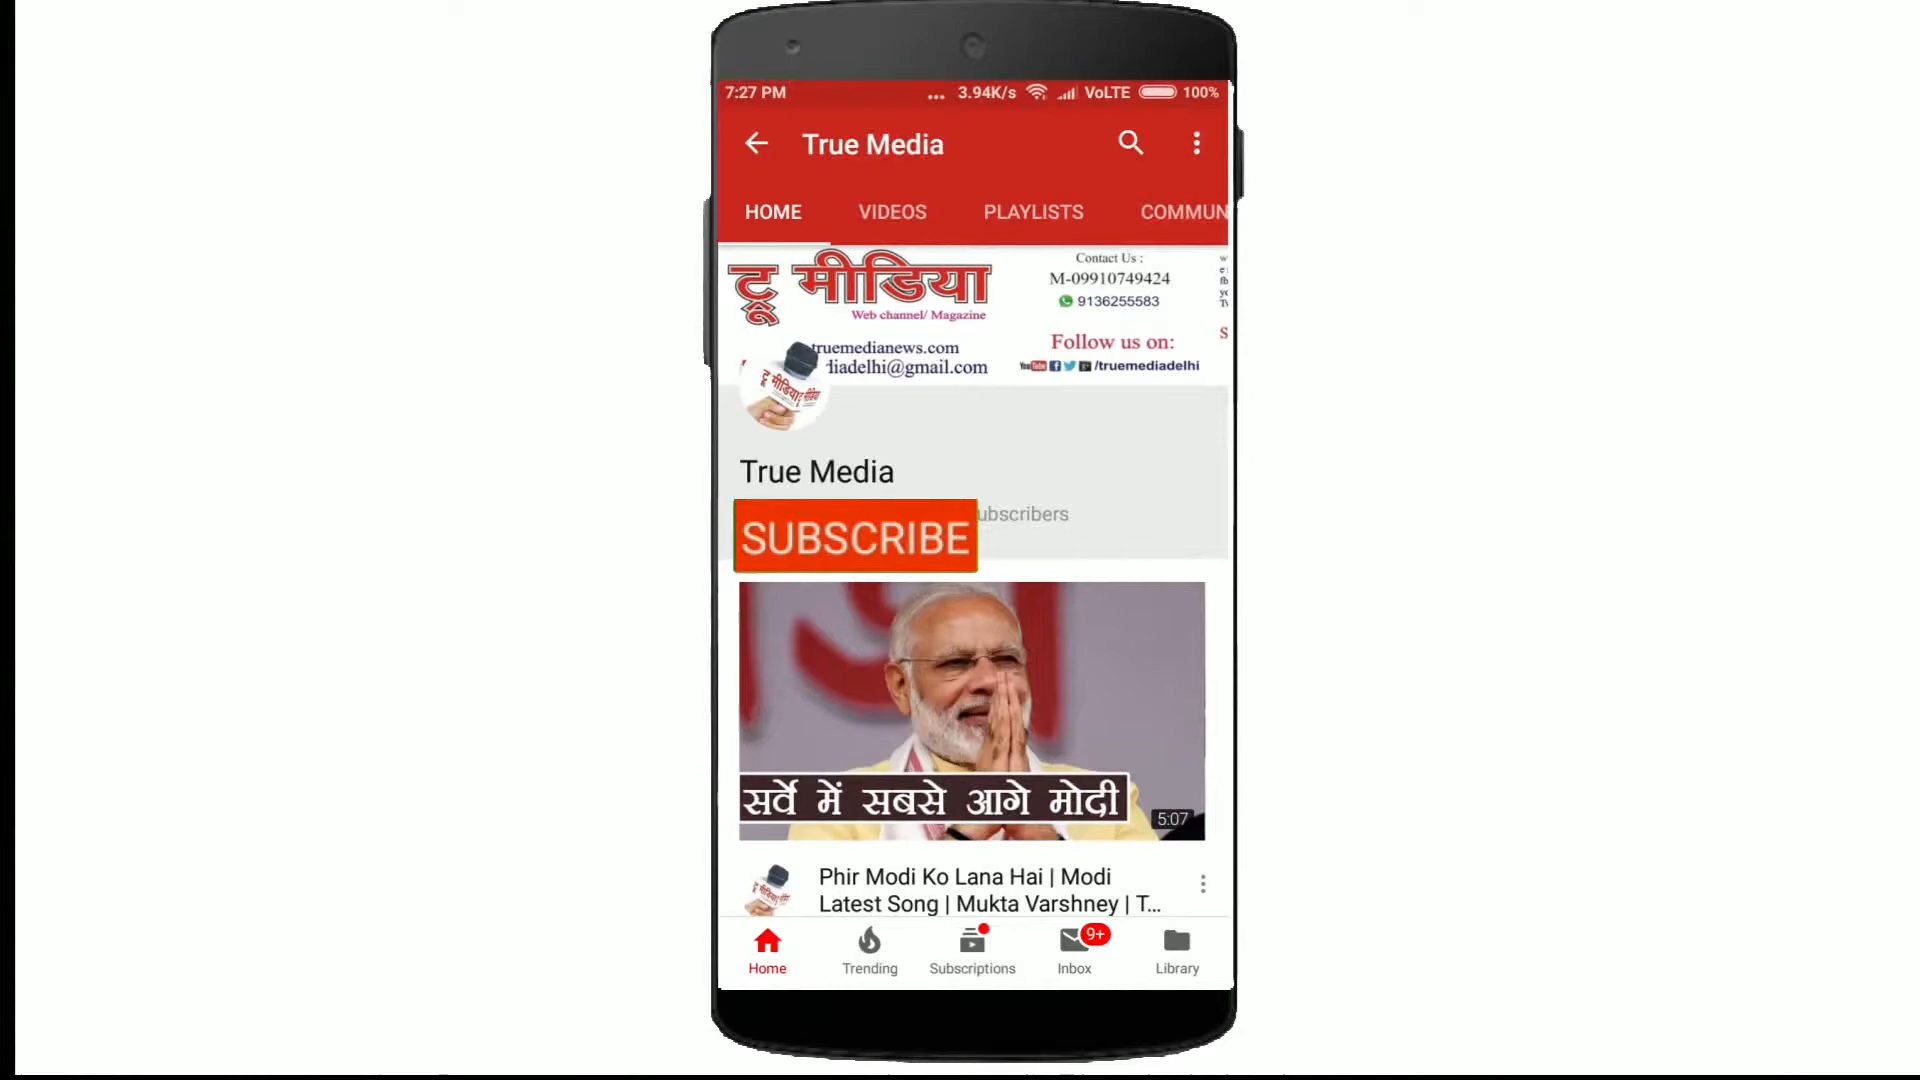 7:27 PM ... 3.94K/s VoLTE 100%
True Media
HOME VIDEOS PLAYLISTS COMMUN
ट्रू मीडिया
Web channel/ Magazine
Contact Us :
M-09910749424
9136255583
truemedianews.com
diadelhi@gmail.com
Follow us on:
You Tube /truemediadelhi
टू मीडिया
True Media
SUBSCRIBE
ubscribers
सर्वे में सबसे आगे मोदी
5:07
Phir Modi Ko Lana Hai | Modi
Latest Song | Mukta Varshney | T...
9+
Home Trending Subscriptions Inbox Library